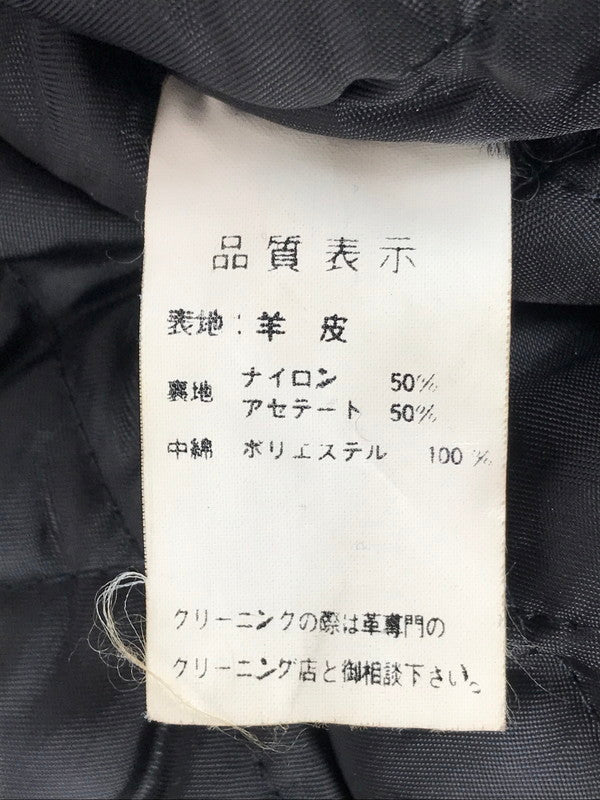 品質表示
表地：羊 皮
裏地 ナイロン 50%
アセテート 50%
中綿 ポリエステル 100%
クリーニングの際は革専門の
クリーニング店と御相談下さい。